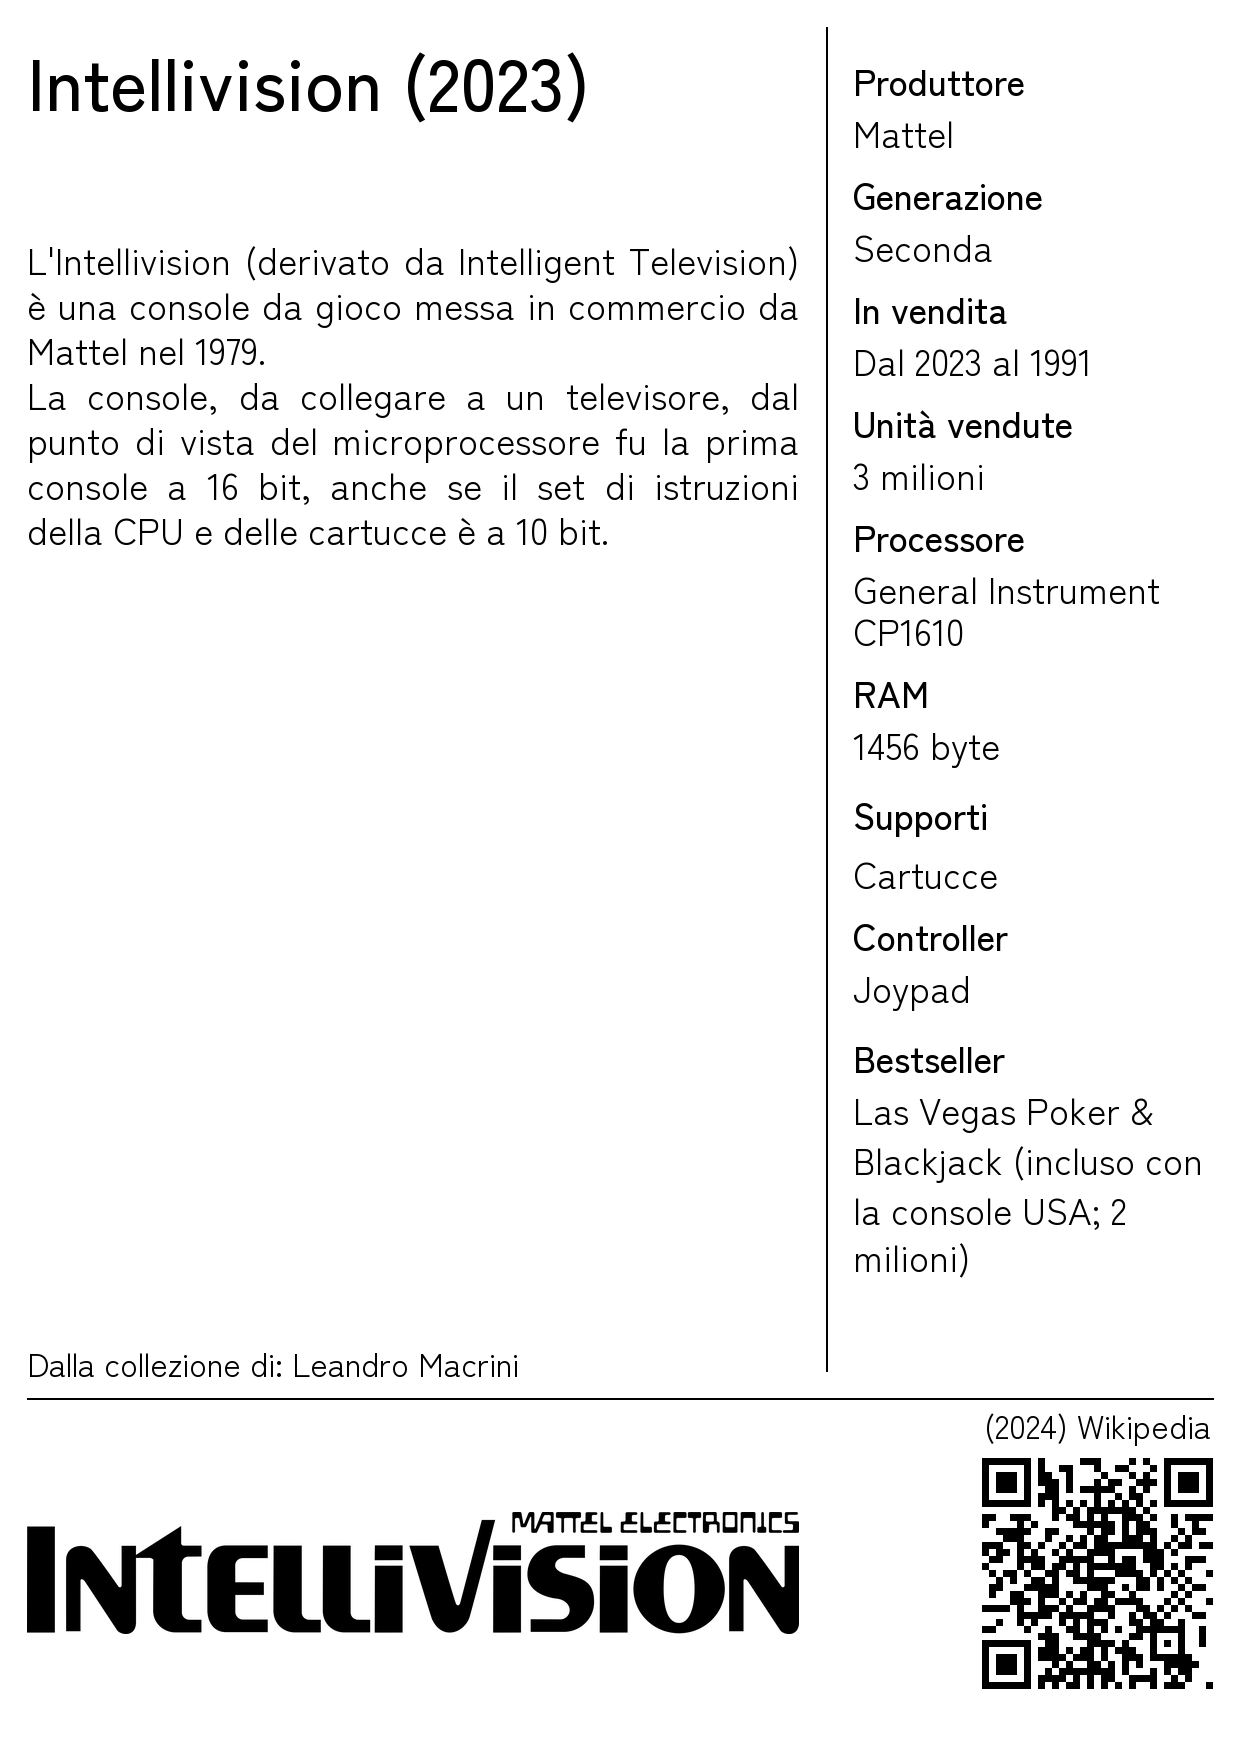 Intellivision (2023)
L'Intellivision (derivato da Intelligent Television)
è una console da gioco messa in commercio da
Mattel nel 1979.
La console, da collegare a un televisore, dal
punto di vista del microprocessore fu la prima
console a 16 bit, anche se il set di istruzioni
della CPU e delle cartucce è a 10 bit.
Dalla collezione di: Leandro Macrini
Produttore
Mattel
Generazione
Seconda
In vendita
Dal 2023 al 1991
Unità vendute
3 milioni
Processore
General Instrument
CP1610
RAM
1456 byte
Supporti
Cartucce
Controller
Joypad
Bestseller
Las Vegas Poker &
Blackjack (incluso con
la console USA; 2
milioni)
(2024) Wikipedia
MATTEL ELECTRONICS
INTELLIVISION